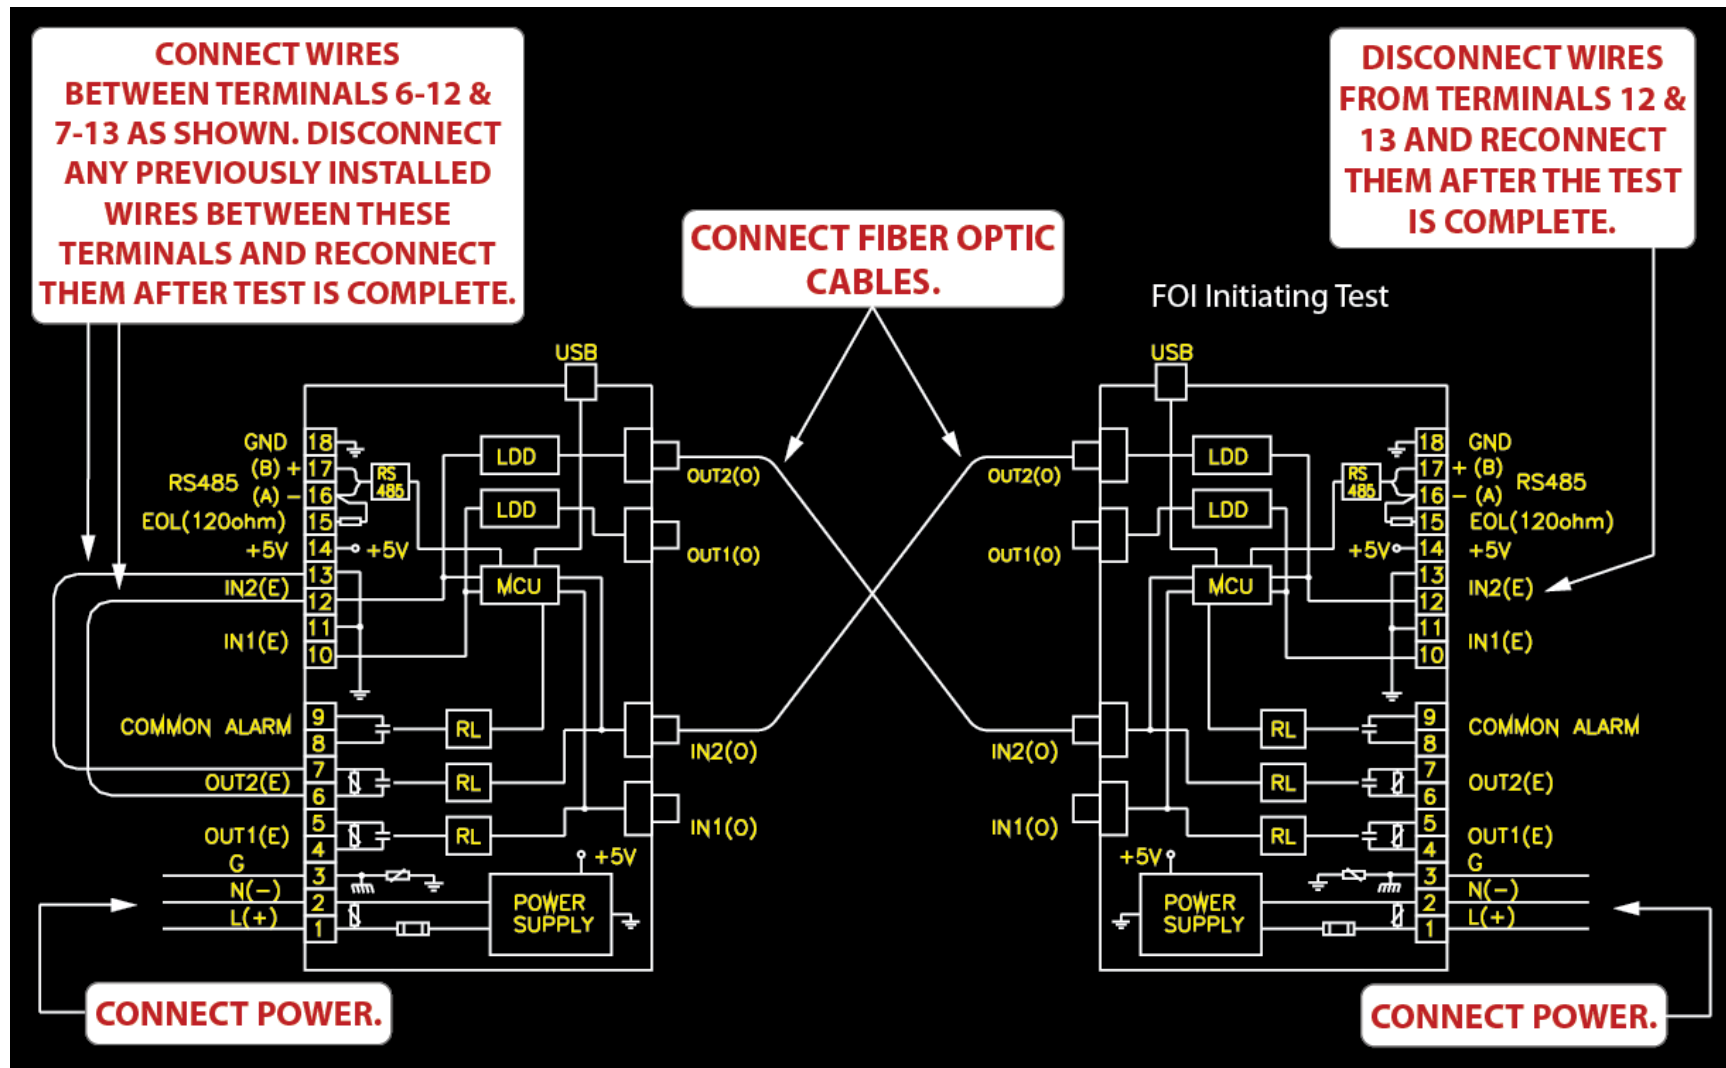 CONNECT WIRES
BETWEEN TERMINALS 6-12 &
7-13 AS SHOWN. DISCONNECT
ANY PREVIOUSLY INSTALLED
WIRES BETWEEN THESE
TERMINALS AND RECONNECT
THEM AFTER TEST IS COMPLETE.
DISCONNECT WIRES
FROM TERMINALS 12 &
13 AND RECONNECT
THEM AFTER THE TEST
IS COMPLETE.
CONNECT FIBER OPTIC
CABLES.
FOI Initiating Test
USB
GND 18
(B) + 17
RS485
(A) - 16
EOL(120ohm) 15
+5V 14 +5V
13
IN2(E)
12
11
IN1(E)
10
9
COMMON ALARM
8
7
OUT2(E)
6
5
OUT1(E)
4
G 3
N(-) 2
L(+) 1
RS
485
LDD
LDD
MCU
RL
RL
RL
+5V
POWER
SUPPLY
OUT2(O)
OUT1(O)
IN2(O)
IN1(O)
USB
OUT2(O)
OUT1(O)
IN2(O)
IN1(O)
LDD
LDD
MCU
RL
RL
RL
+5V
POWER
SUPPLY
RS
485
18 GND
17 + (B)
RS485
16 - (A)
15 EOL(120ohm)
+5V 14 +5V
13
IN2(E)
12
11
IN1(E)
10
9
COMMON ALARM
8
7
OUT2(E)
6
5
OUT1(E)
4
3 G
2 N(-)
1 L(+)
CONNECT POWER.
CONNECT POWER.